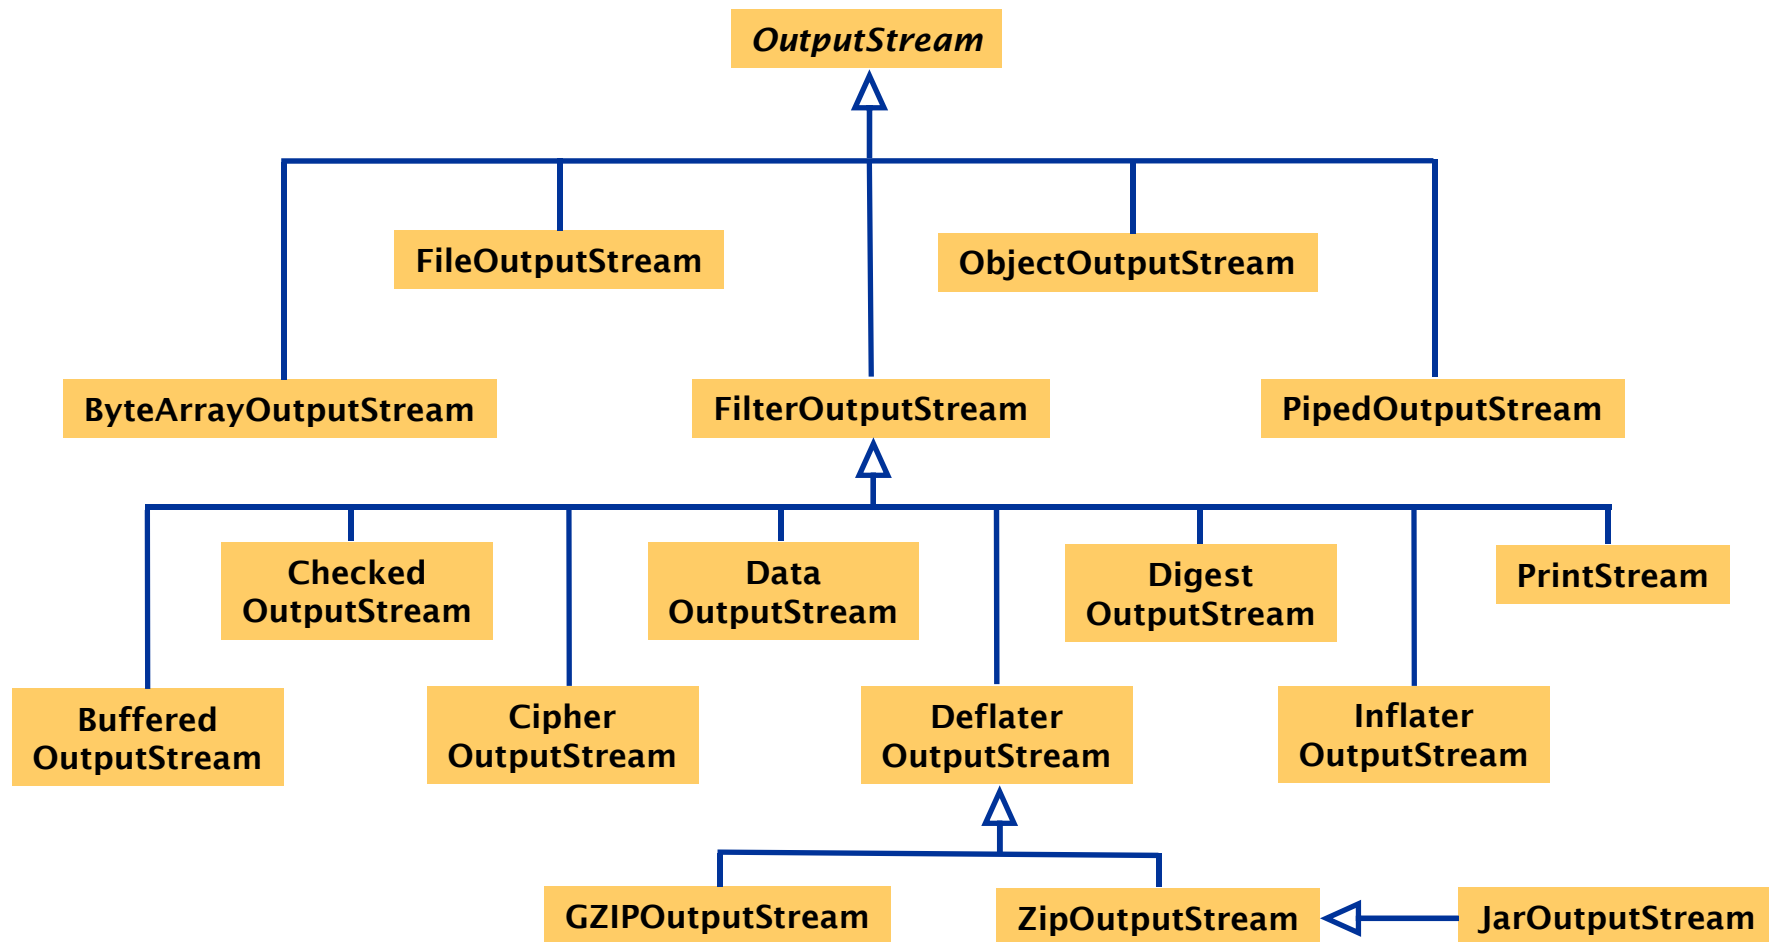 OutputStream
FileOutputStream
ObjectOutputStream
ByteArrayOutputStream
FilterOutputStream
PipedOutputStream
Checked
OutputStream
Data
OutputStream
Digest
OutputStream
PrintStream
Buffered
OutputStream
Cipher
OutputStream
Deflater
OutputStream
Inflater
OutputStream
GZIPOutputStream
ZipOutputStream
JarOutputStream